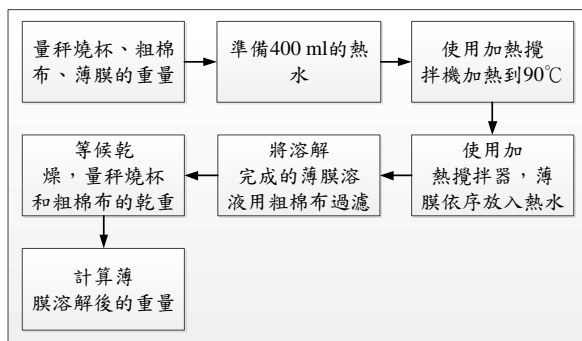 量秤燒杯、粗棉
布、薄膜的重量
準備400 ml的熱
水
使用加熱攪
拌機加熱到90℃
使用加
熱攪拌器，薄
膜依序放入熱水
將溶解
完成的薄膜溶
液用粗棉布過濾
等候乾
燥，量秤燒杯
和粗棉布的乾重
計算薄
膜溶解後的重量